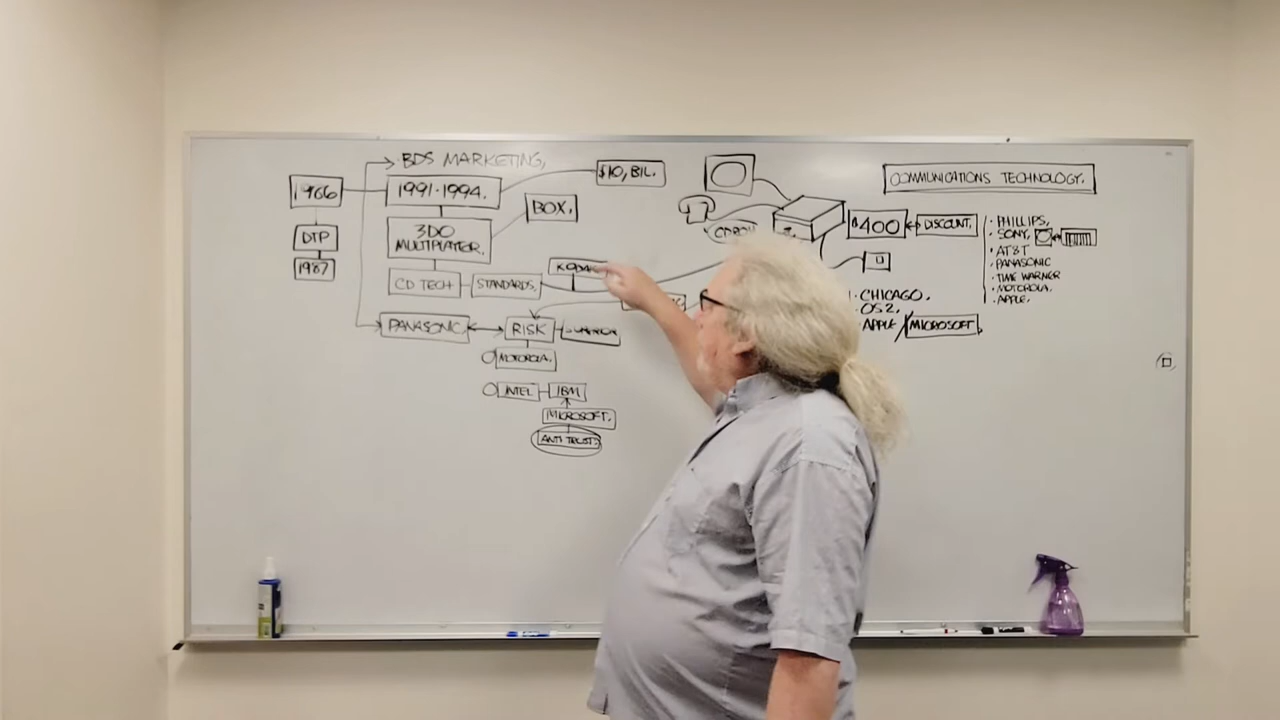 BDS MARKETING,
1966
1991-1994.
$10, BIL.
BOX.
DTP
1987
3DO
MULTIPLAYER.
CD TECH
STANDARDS.
KODAK
PANASONIC.
RISK
MOTOROLA.
INTEL
IBM
MICROSOFT.
ANTI TRUST.
$400
DISCOUNT.
CHICAGO.
OS2,
APPLE / MICROSOFT.
COMMUNICATIONS TECHNOLOGY.
· PHILLIPS,
· SONY,
· AT&T
· PANASONIC
· TIME WARNER
· MOTOROLA.
· APPLE.